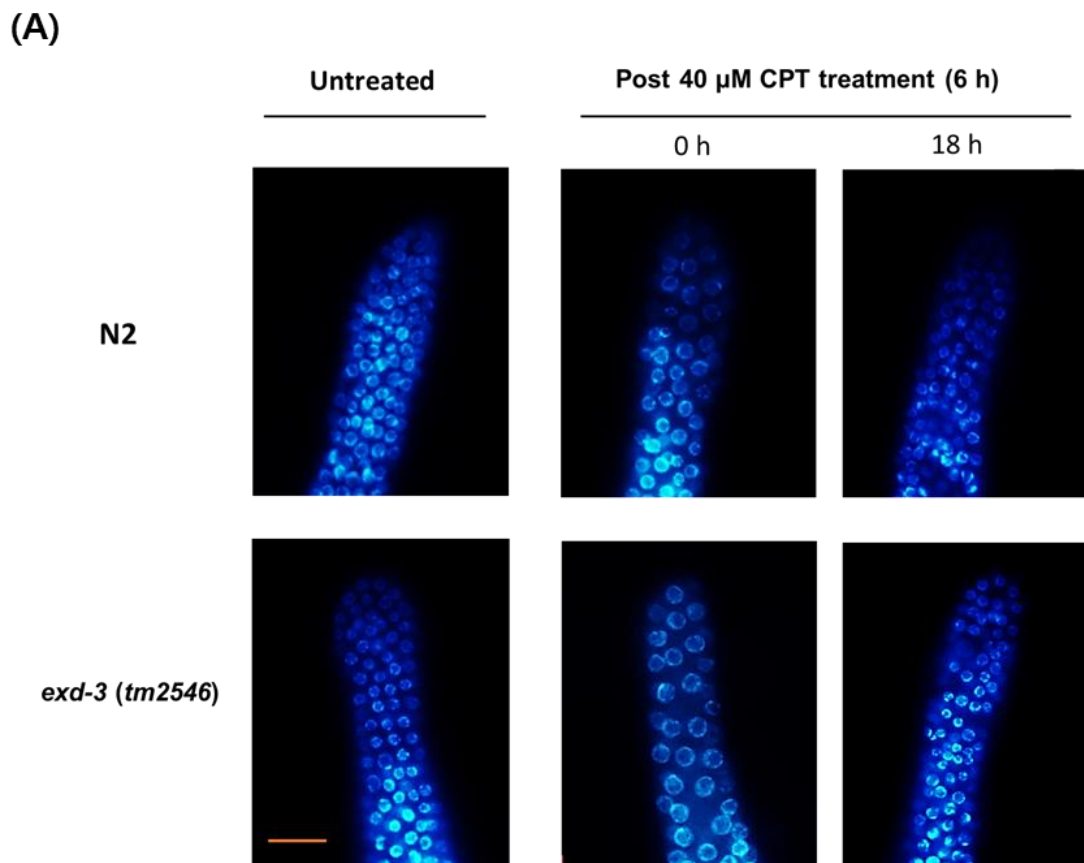 (A)
Untreated
Post 40 µM CPT treatment (6 h)
0 h
18 h
N2
exd-3 (tm2546)